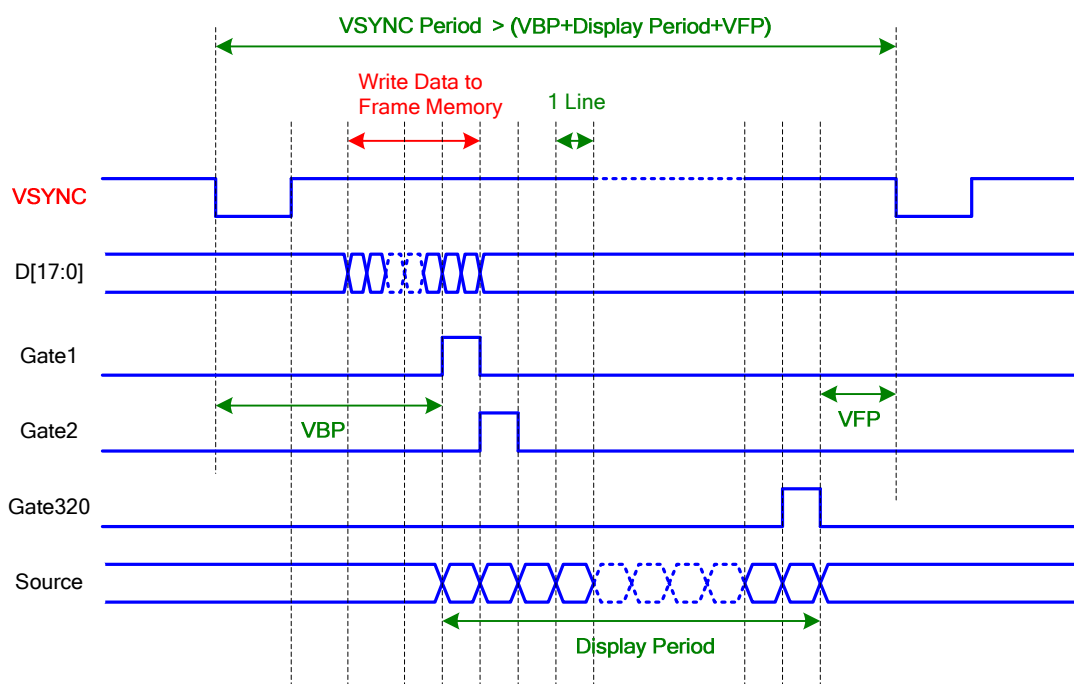 VSYNC Period > (VBP+Display Period+VFP)
Write Data to
Frame Memory
1 Line
VSYNC
D[17:0]
Gate1
VBP
VFP
Gate2
Gate320
Source
Display Period